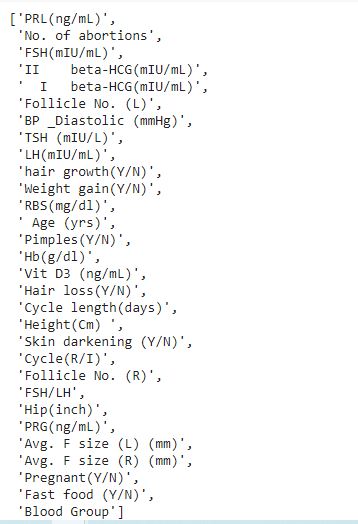 ['PRL(ng/mL)',
'No. of abortions',
'FSH(mIU/mL)',
'II    beta-HCG(mIU/mL)',
'  I   beta-HCG(mIU/mL)',
'Follicle No. (L)',
'BP _Diastolic (mmHg)',
'TSH (mIU/L)',
'LH(mIU/mL)',
'hair growth(Y/N)',
'Weight gain(Y/N)',
'RBS(mg/dl)',
' Age (yrs)',
'Pimples(Y/N)',
'Hb(g/dl)',
'Vit D3 (ng/mL)',
'Hair loss(Y/N)',
'Cycle length(days)',
'Height(Cm) ',
'Skin darkening (Y/N)',
'Cycle(R/I)',
'Follicle No. (R)',
'FSH/LH',
'Hip(inch)',
'PRG(ng/mL)',
'Avg. F size (L) (mm)',
'Avg. F size (R) (mm)',
'Pregnant(Y/N)',
'Fast food (Y/N)',
'Blood Group']